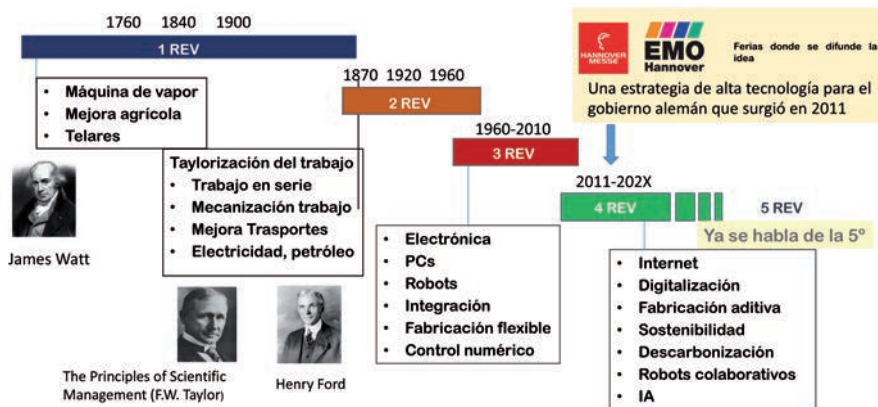 1760 1840 1900
1 REV
Máquina de vapor
Mejora agrícola
Telares
James Watt
1870 1920 1960
2 REV
Taylorización del trabajo
Trabajo en serie
Mecanización trabajo
Mejora Trasportes
Electricidad, petróleo
The Principles of Scientific
Management (F.W. Taylor)
Henry Ford
1960-2010
3 REV
Electrónica
PCs
Robots
Integración
Fabricación flexible
Control numérico
HANNOVER
MESSE
EMO
Hannover
Ferias donde se difunde la
idea
Una estrategia de alta tecnología para el
gobierno alemán que surgió en 2011
2011-202X
4 REV
5 REV
Ya se habla de la 5º
Internet
Digitalización
Fabricación aditiva
Sostenibilidad
Descarbonización
Robots colaborativos
IA